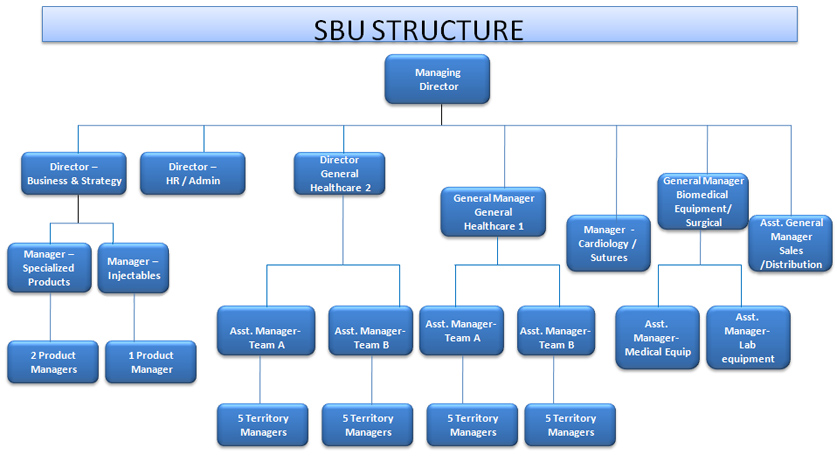 SBU STRUCTURE
Managing
Director
Director –
Business & Strategy
Director –
HR / Admin
Director
General
Healthcare 2
General Manager
General
Healthcare 1
Manager  -
Cardiology /
Sutures
General Manager
Biomedical
Equipment/
Surgical
Asst. General
Manager
Sales
/Distribution
Manager –
Specialized
Products
Manager –
Injectables
Asst. Manager-
Team A
Asst. Manager-
Team B
Asst. Manager-
Team A
Asst. Manager-
Team B
Asst.
Manager-
Medical Equip
Asst.
Manager-
Lab
equipment
2 Product
Managers
1 Product
Manager
5 Territory
Managers
5 Territory
Managers
5 Territory
Managers
5 Territory
Managers